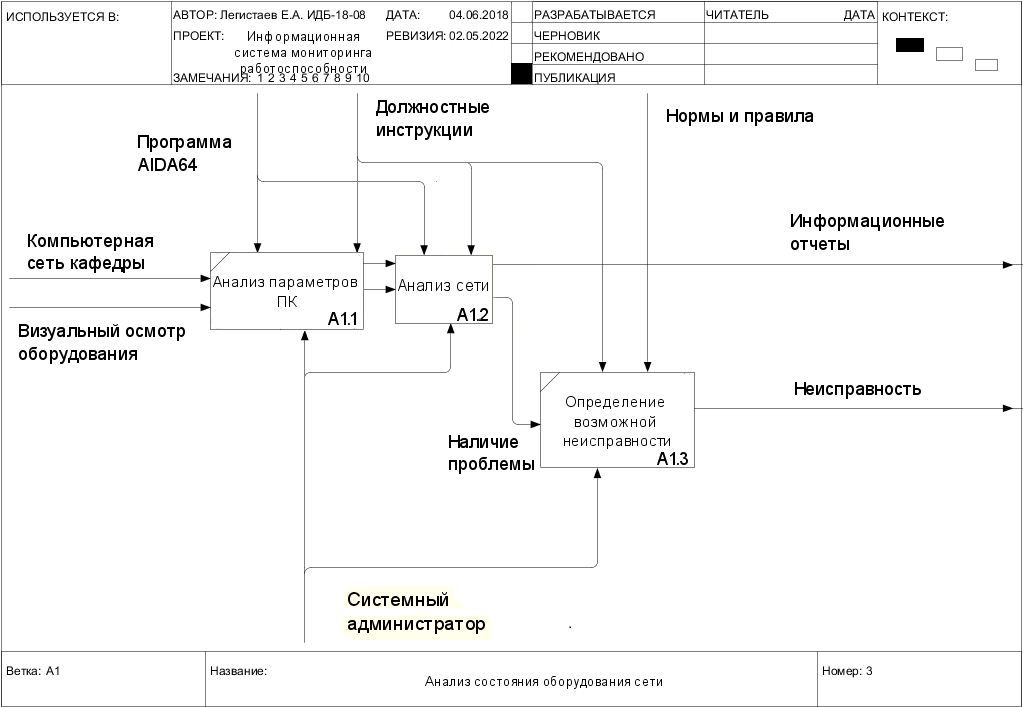 ИСПОЛЬЗУЕТСЯ В:
АВТОР: Легистаев Е.А. ИДБ-18-08
ДАТА: 04.06.2018
ПРОЕКТ: Информационная
система мониторинга
работоспособности
РЕВИЗИЯ: 02.05.2022
ЗАМЕЧАНИЯ: 1 2 3 4 5 6 7 8 9 10
РАЗРАБАТЫВАЕТСЯ
ЧЕРНОВИК
РЕКОМЕНДОВАНО
ПУБЛИКАЦИЯ
ЧИТАТЕЛЬ
ДАТА
КОНТЕКСТ:
Должностные
инструкции
Нормы и правила
Программа
AIDA64
Информационные
отчеты
Компьютерная
сеть кафедры
Анализ параметров
ПК
A1.1
Анализ сети
A1.2
Визуальный осмотр
оборудования
Неисправность
Определение
возможной
неисправности
A1.3
Наличие
проблемы
Системный
администратор
Ветка: A1
Название:
Анализ состояния оборудования сети
Номер: 3